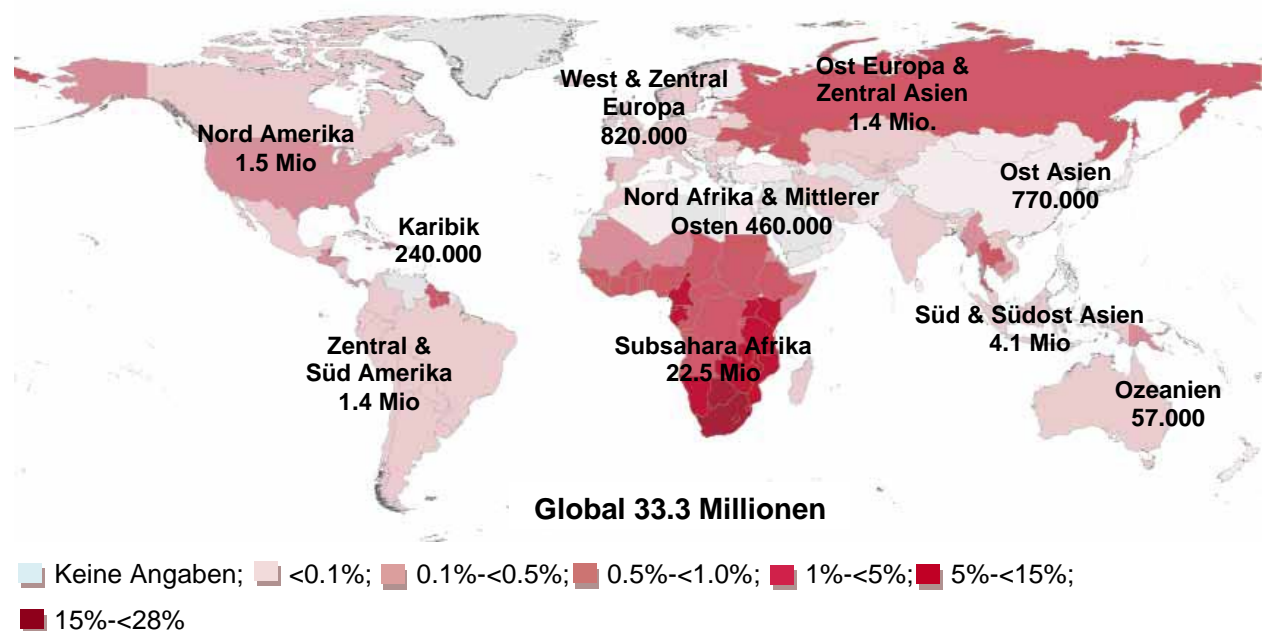 West & Zentral
Europa
820.000
Ost Europa &
Zentral Asien
1.4 Mio.
Nord Amerika
1.5 Mio
Ost Asien
770.000
Nord Afrika & Mittlerer
Osten 460.000
Karibik
240.000
Süd & Südost Asien
4.1 Mio
Zentral &
Süd Amerika
1.4 Mio
Subsahara Afrika
22.5 Mio
Ozeanien
57.000
Global 33.3 Millionen
Keine Angaben; <0.1%; 0.1%-<0.5%; 0.5%-<1.0%; 1%-<5%; 5%-<15%;
15%-<28%